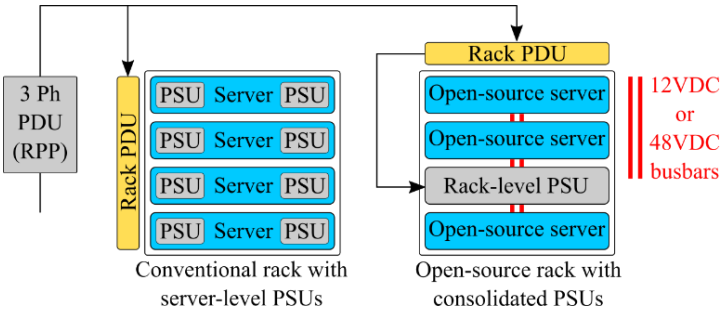 3 Ph
PDU
(RPP)
Rack PDU
PSU Server PSU
PSU Server PSU
PSU Server PSU
PSU Server PSU
Conventional rack with
server-level PSUs
Rack PDU
Open-source server
Open-source server
Rack-level PSU
Open-source server
Open-source rack with
consolidated PSUs
12VDC
or
48VDC
busbars